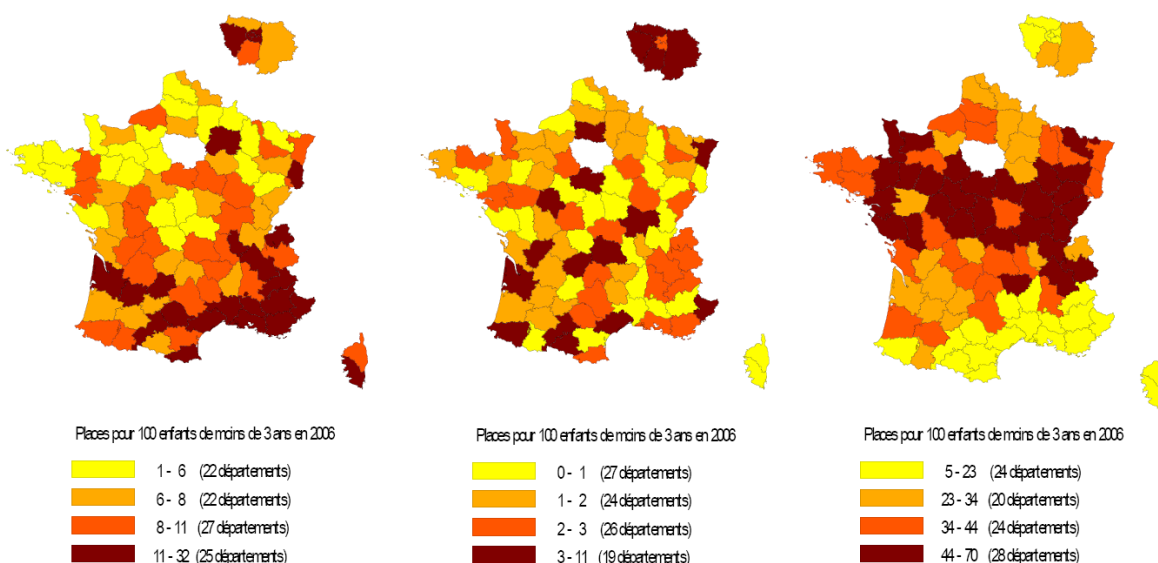 Places pour 100 enfants de moins de 3 ans en 2006
1 - 6 (22 départements)
6 - 8 (22 départements)
8 - 11 (27 départements)
11 - 32 (25 départements)
Places pour 100 enfants de moins de 3 ans en 2006
0 - 1 (27 départements)
1 - 2 (24 départements)
2 - 3 (26 départements)
3 - 11 (19 départements)
Places pour 100 enfants de moins de 3 ans en 2006
5 - 23 (24 départements)
23 - 34 (20 départements)
34 - 44 (24 départements)
44 - 70 (28 départements)